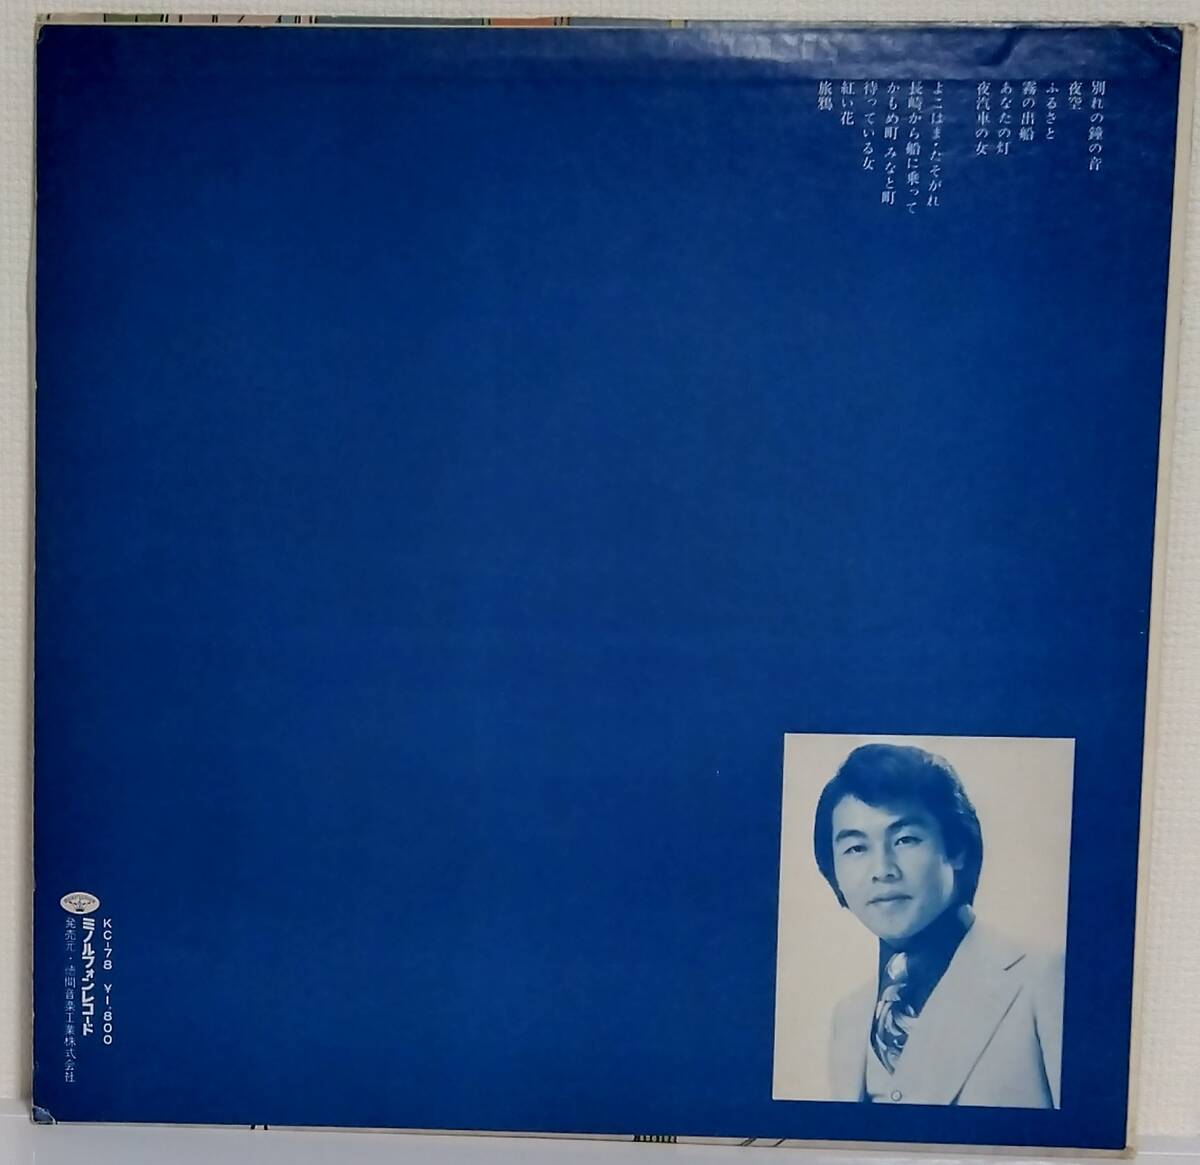 別れの鐘の音
夜空
ふるさと
霧の出船
あなたの灯
夜汽車の女
よこはま・たそがれ
長崎から船に乗って
かもめ町 みなと町
待っている女
紅い花
旅鴉
KC-78 ¥1,800
ミノルフォンレコード
発売元・徳間音楽工業株式会社